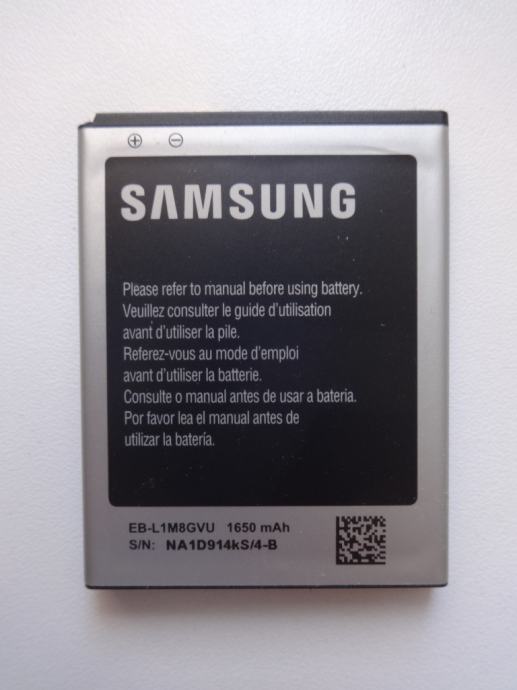 ⊕ ⊖
SAMSUNG
Please refer to manual before using battery.
Veuillez consulter le guide d'utilisation
avant d'utiliser la pile.
Referez-vous au mode d'emploi
avant d'utiliser la batterie.
Consulte o manual antes de usar a bateria.
Por favor lea el manual antes de
utilizar la batería.
EB-L1M8GVU 1650 mAh
S/N: NA1D914kS/4-B